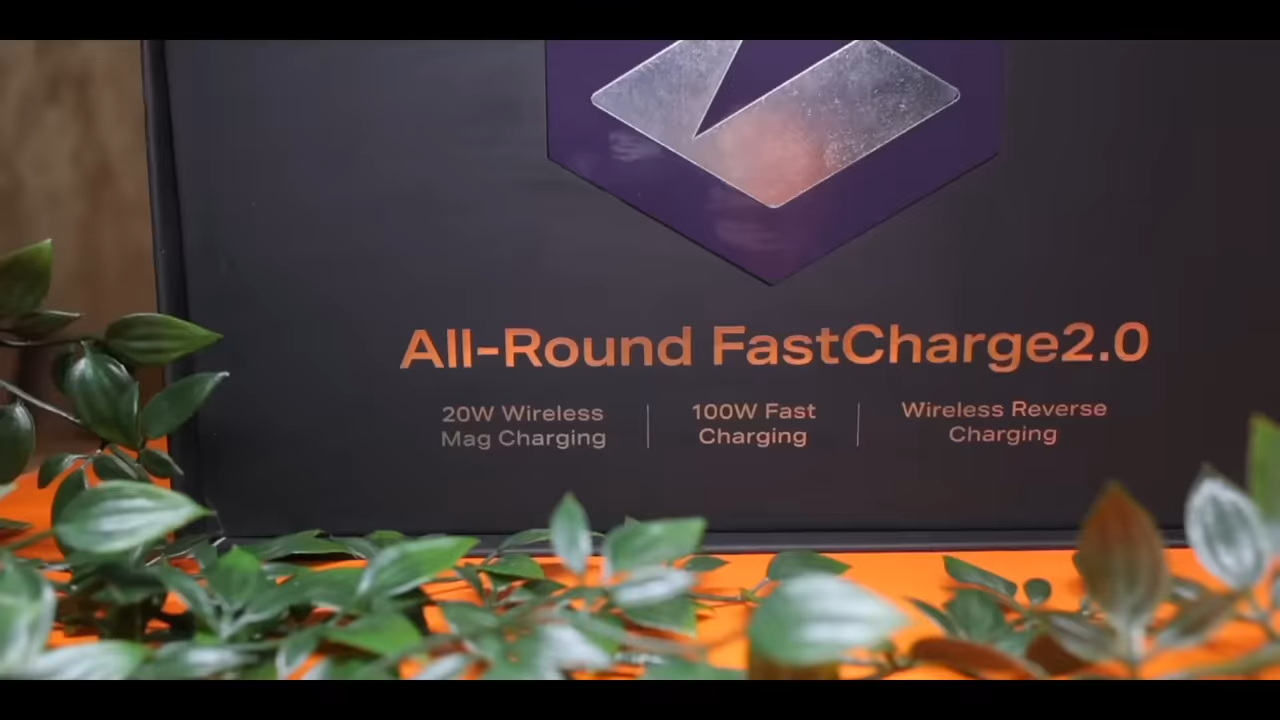 All-Round FastCharge2.0
20W Wireless
Mag Charging
100W Fast
Charging
Wireless Reverse
Charging